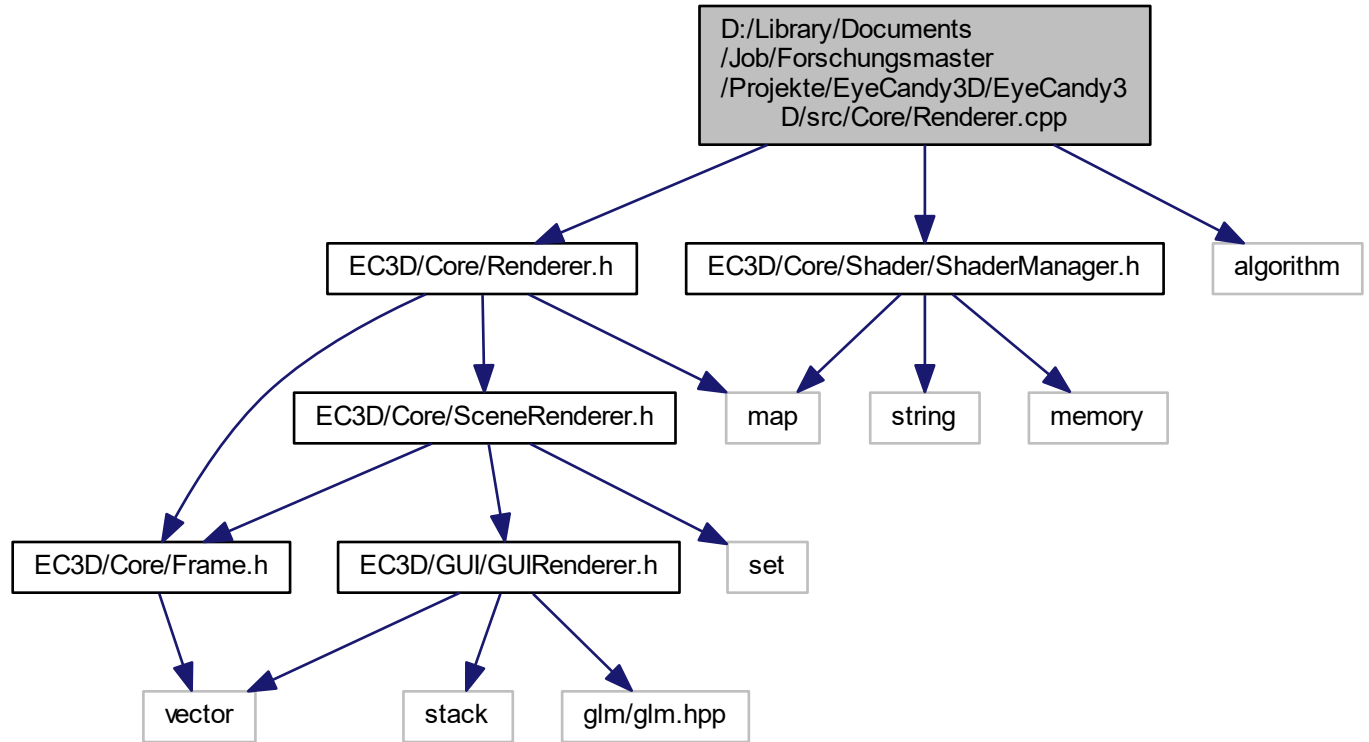 D:/Library/Documents
/Job/Forschungsmaster
/Projekte/EyeCandy3D/EyeCandy3
D/src/Core/Renderer.cpp
EC3D/Core/Renderer.h
EC3D/Core/Shader/ShaderManager.h
algorithm
EC3D/Core/SceneRenderer.h
map
string
memory
EC3D/Core/Frame.h
EC3D/GUI/GUIRenderer.h
set
vector
stack
glm/glm.hpp